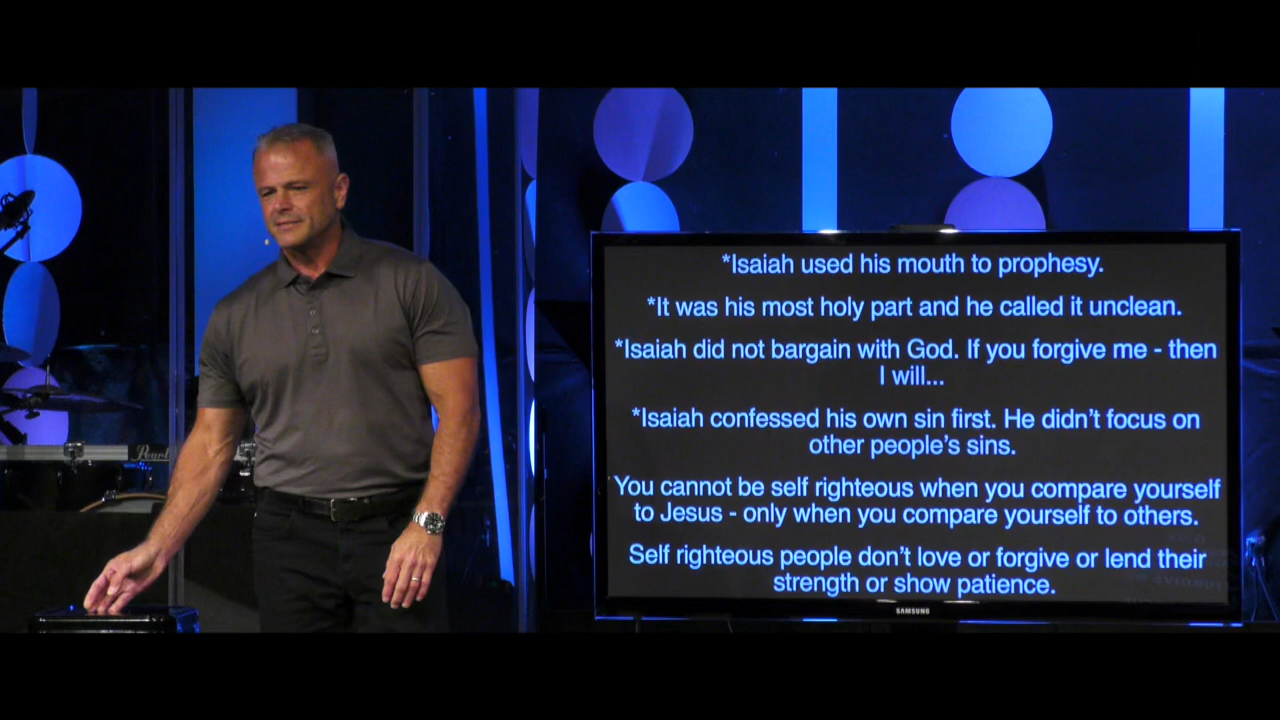 Pearl
*Isaiah used his mouth to prophesy.
*It was his most holy part and he called it unclean.
*Isaiah did not bargain with God. If you forgive me - then
I will...
*Isaiah confessed his own sin first. He didn't focus on
other people's sins.
You cannot be self righteous when you compare yourself
to Jesus - only when you compare yourself to others.
Self righteous people don't love or forgive or lend their
strength or show patience.
SAMSUNG